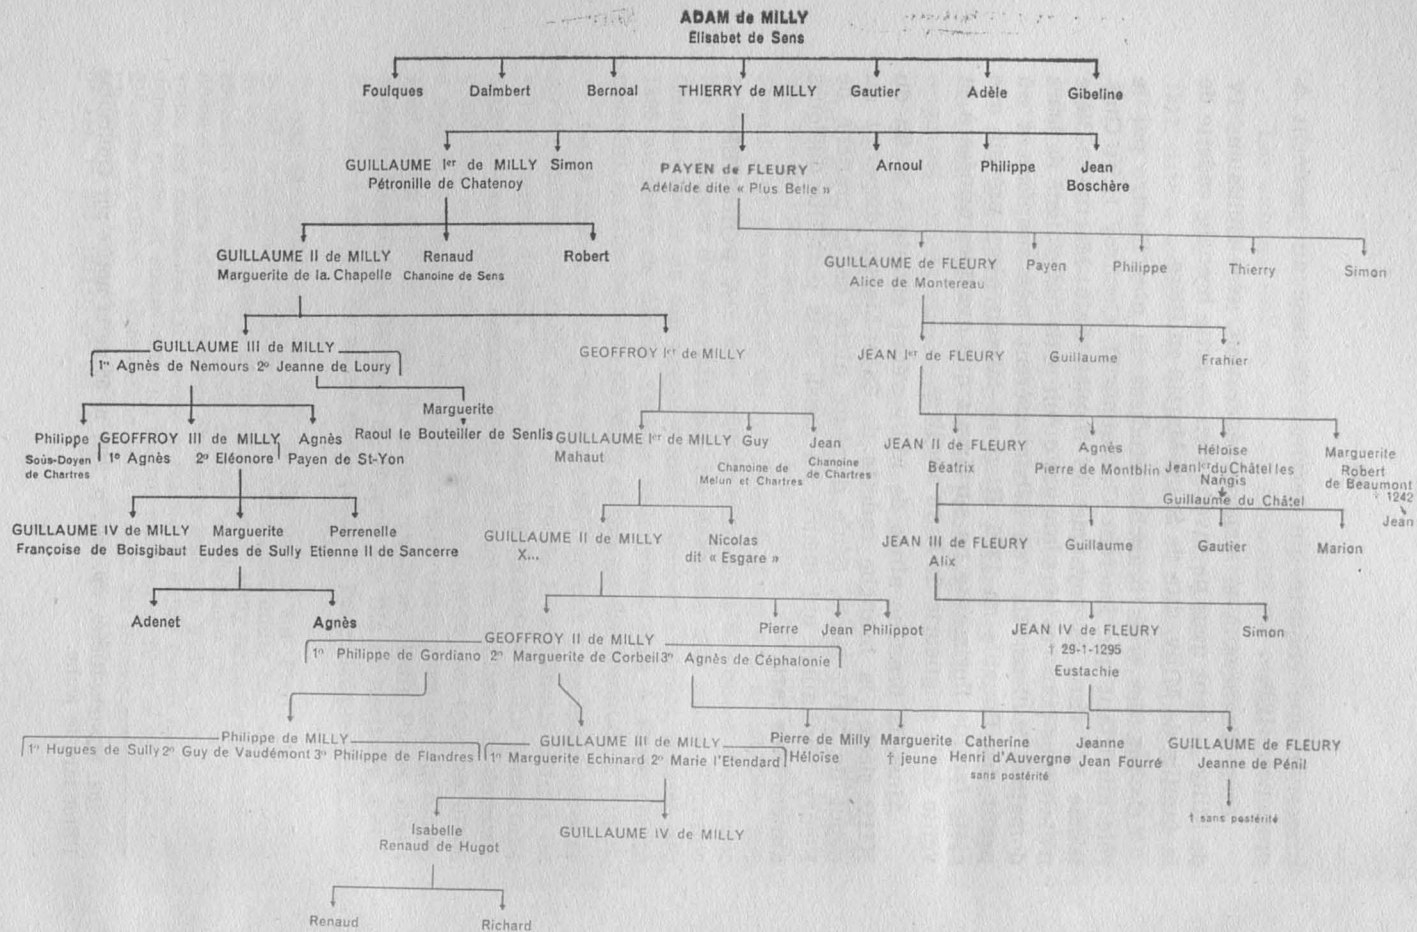 ADAM de MILLY
Elisabet de Sens
Foulques Dalmbert Bernoal THIERRY de MILLY Gautier Adèle Gibeline
GUILLAUME Iᵉʳ de MILLY Simon PAYEN de FLEURY Arnoul Philippe Jean
Pétronille de Chatenoy Adélaïde dite « Plus Belle » Boschère
GUILLAUME II de MILLY Renaud Robert GUILLAUME de FLEURY Payen Philippe Thierry Simon
Marguerite de la. Chapelle Chanoine de Sens Alice de Montereau
GUILLAUME III de MILLY GEOFFROY Iᵉʳ de MILLY JEAN Iᵉʳ de FLEURY Guillaume Frahier
1ʳᵉ Agnès de Nemours 2º Jeanne de Loury
Marguerite
Raoul le Bouteiller de Senlis
Philippe GEOFFROY III de MILLY Agnès GUILLAUME Iᵉʳ de MILLY Guy Jean JEAN II de FLEURY Agnès Héloïse Marguerite
Sous-Doyen 1º Agnès 2º Eléonore Payen de St-Yon Mahaut Chanoine de Chanoine Béatrix Pierre de Montblin Jean Iᵉʳ du Châtel les Robert
de Chartres Melun et Chartres de Chartres Nangis de Beaumont
Guillaume du Châtel 1242
Jean
GUILLAUME IV de MILLY Marguerite Perrenelle GUILLAUME II de MILLY Nicolas JEAN III de FLEURY Guillaume Gautier Marion
Françoise de Boisgibaut Eudes de Sully Etienne II de Sancerre X... dit « Esgare » Alix
Adenet Agnès Pierre Jean Philippot JEAN IV de FLEURY Simon
GEOFFROY II de MILLY † 29-1-1295
1º Philippe de Gordiano 2º Marguerite de Corbeil 3º Agnès de Céphalonie Eustachie
Philippe de MILLY GUILLAUME III de MILLY Pierre de Milly Marguerite Catherine Jeanne GUILLAUME de FLEURY
1º Hugues de Sully 2º Guy de Vaudémont 3º Philippe de Flandres 1º Marguerite Echinard 2º Marie l'Etendard Héloïse † jeune Henri d'Auvergne Jean Fourré Jeanne de Pénil
sans postérité
† sans postérité
Isabelle GUILLAUME IV de MILLY
Renaud de Hugot
Renaud Richard